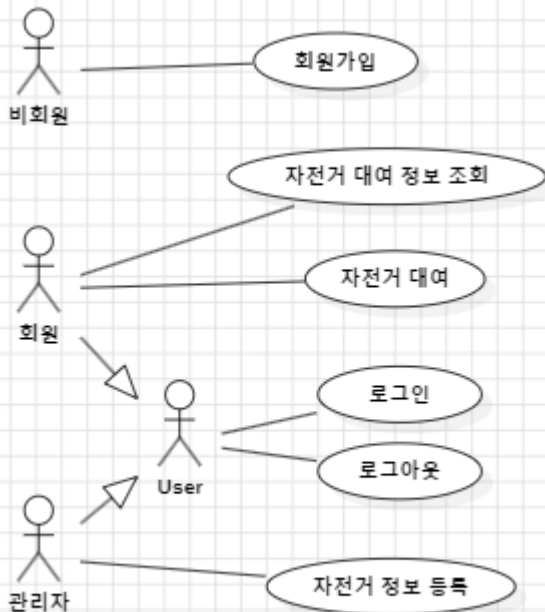 회원가입
비회원
자전거 대여 정보 조회
자전거 대여
회원
로그인
로그아웃
User
자전거 정보 등록
관리자